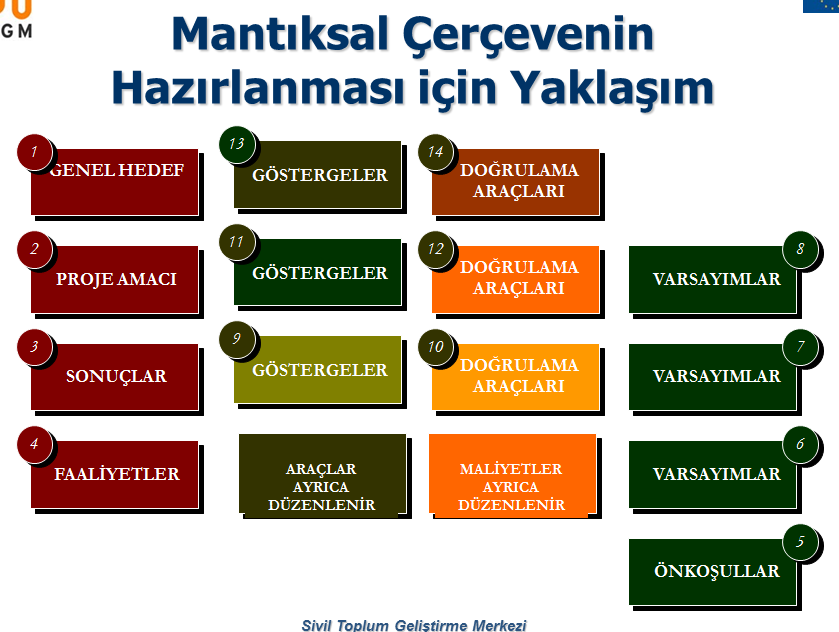 GM
Mantıksal Çerçevenin
Hazırlanması için Yaklaşım
1
GENEL HEDEF
13
GÖSTERGELER
14
DOĞRULAMA
ARAÇLARI
2
PROJE AMACI
11
GÖSTERGELER
12
DOĞRULAMA
ARAÇLARI
8
VARSAYIMLAR
3
SONUÇLAR
9
GÖSTERGELER
10
DOĞRULAMA
ARAÇLARI
7
VARSAYIMLAR
4
FAALİYETLER
ARAÇLAR
AYRICA
DÜZENLENİR
MALİYETLER
AYRICA
DÜZENLENİR
6
VARSAYIMLAR
5
ÖNKOŞULLAR
Sivil Toplum Geliştirme Merkezi